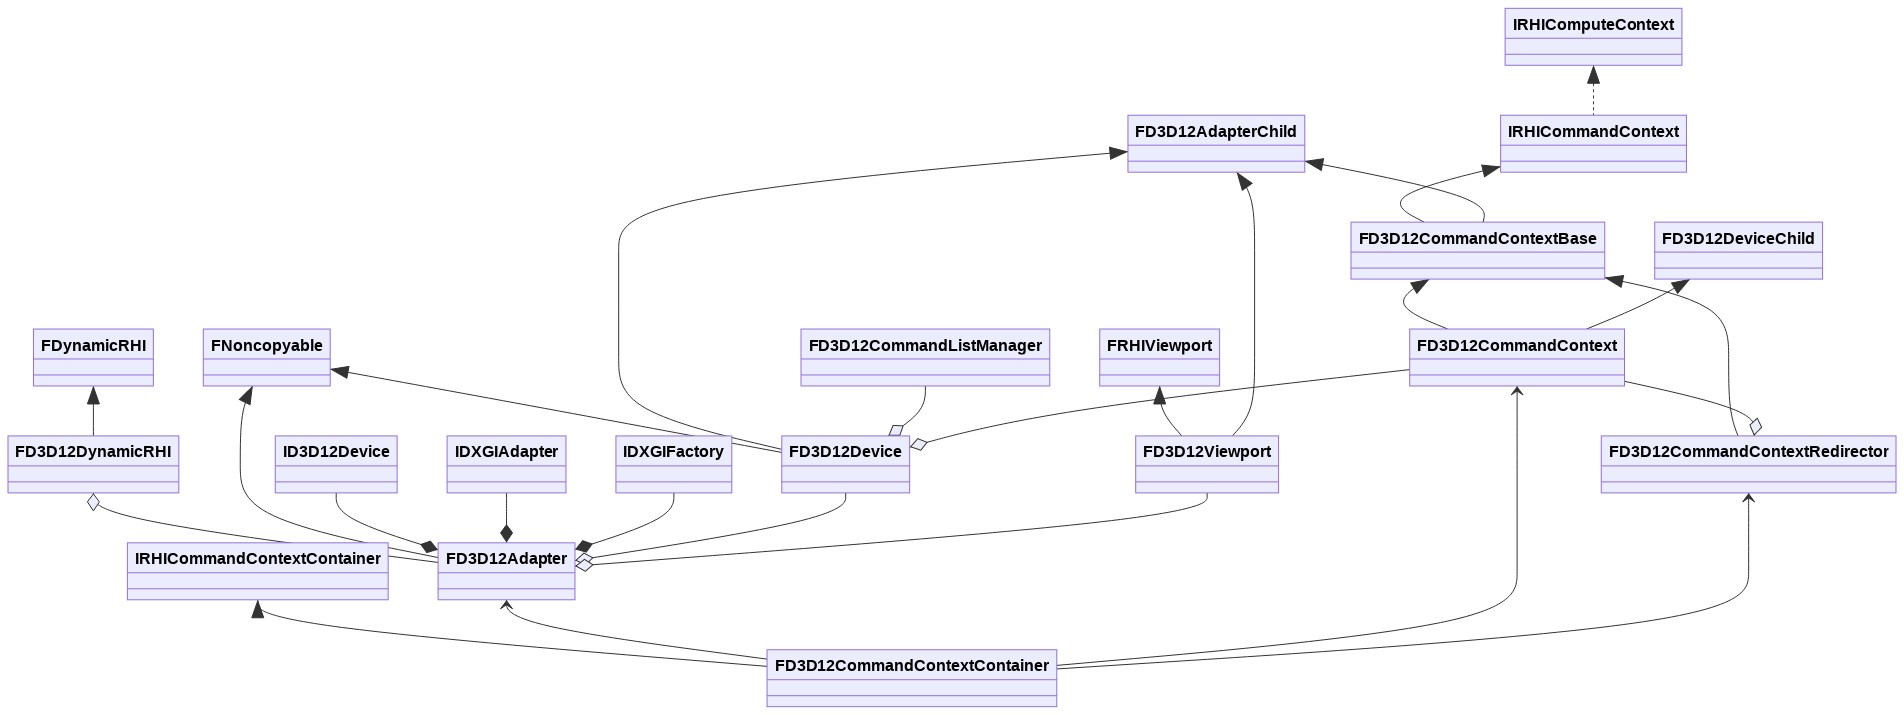 IRHIComputeContext
FD3D12AdapterChild
IRHICommandContext
FD3D12CommandContextBase
FD3D12DeviceChild
FDynamicRHI
FNoncopyable
FD3D12CommandListManager
FRHIViewport
FD3D12CommandContext
FD3D12DynamicRHI
ID3D12Device
IDXGIAdapter
IDXGIFactory
FD3D12Device
FD3D12Viewport
FD3D12CommandContextRedirector
IRHICommandContextContainer
FD3D12Adapter
FD3D12CommandContextContainer